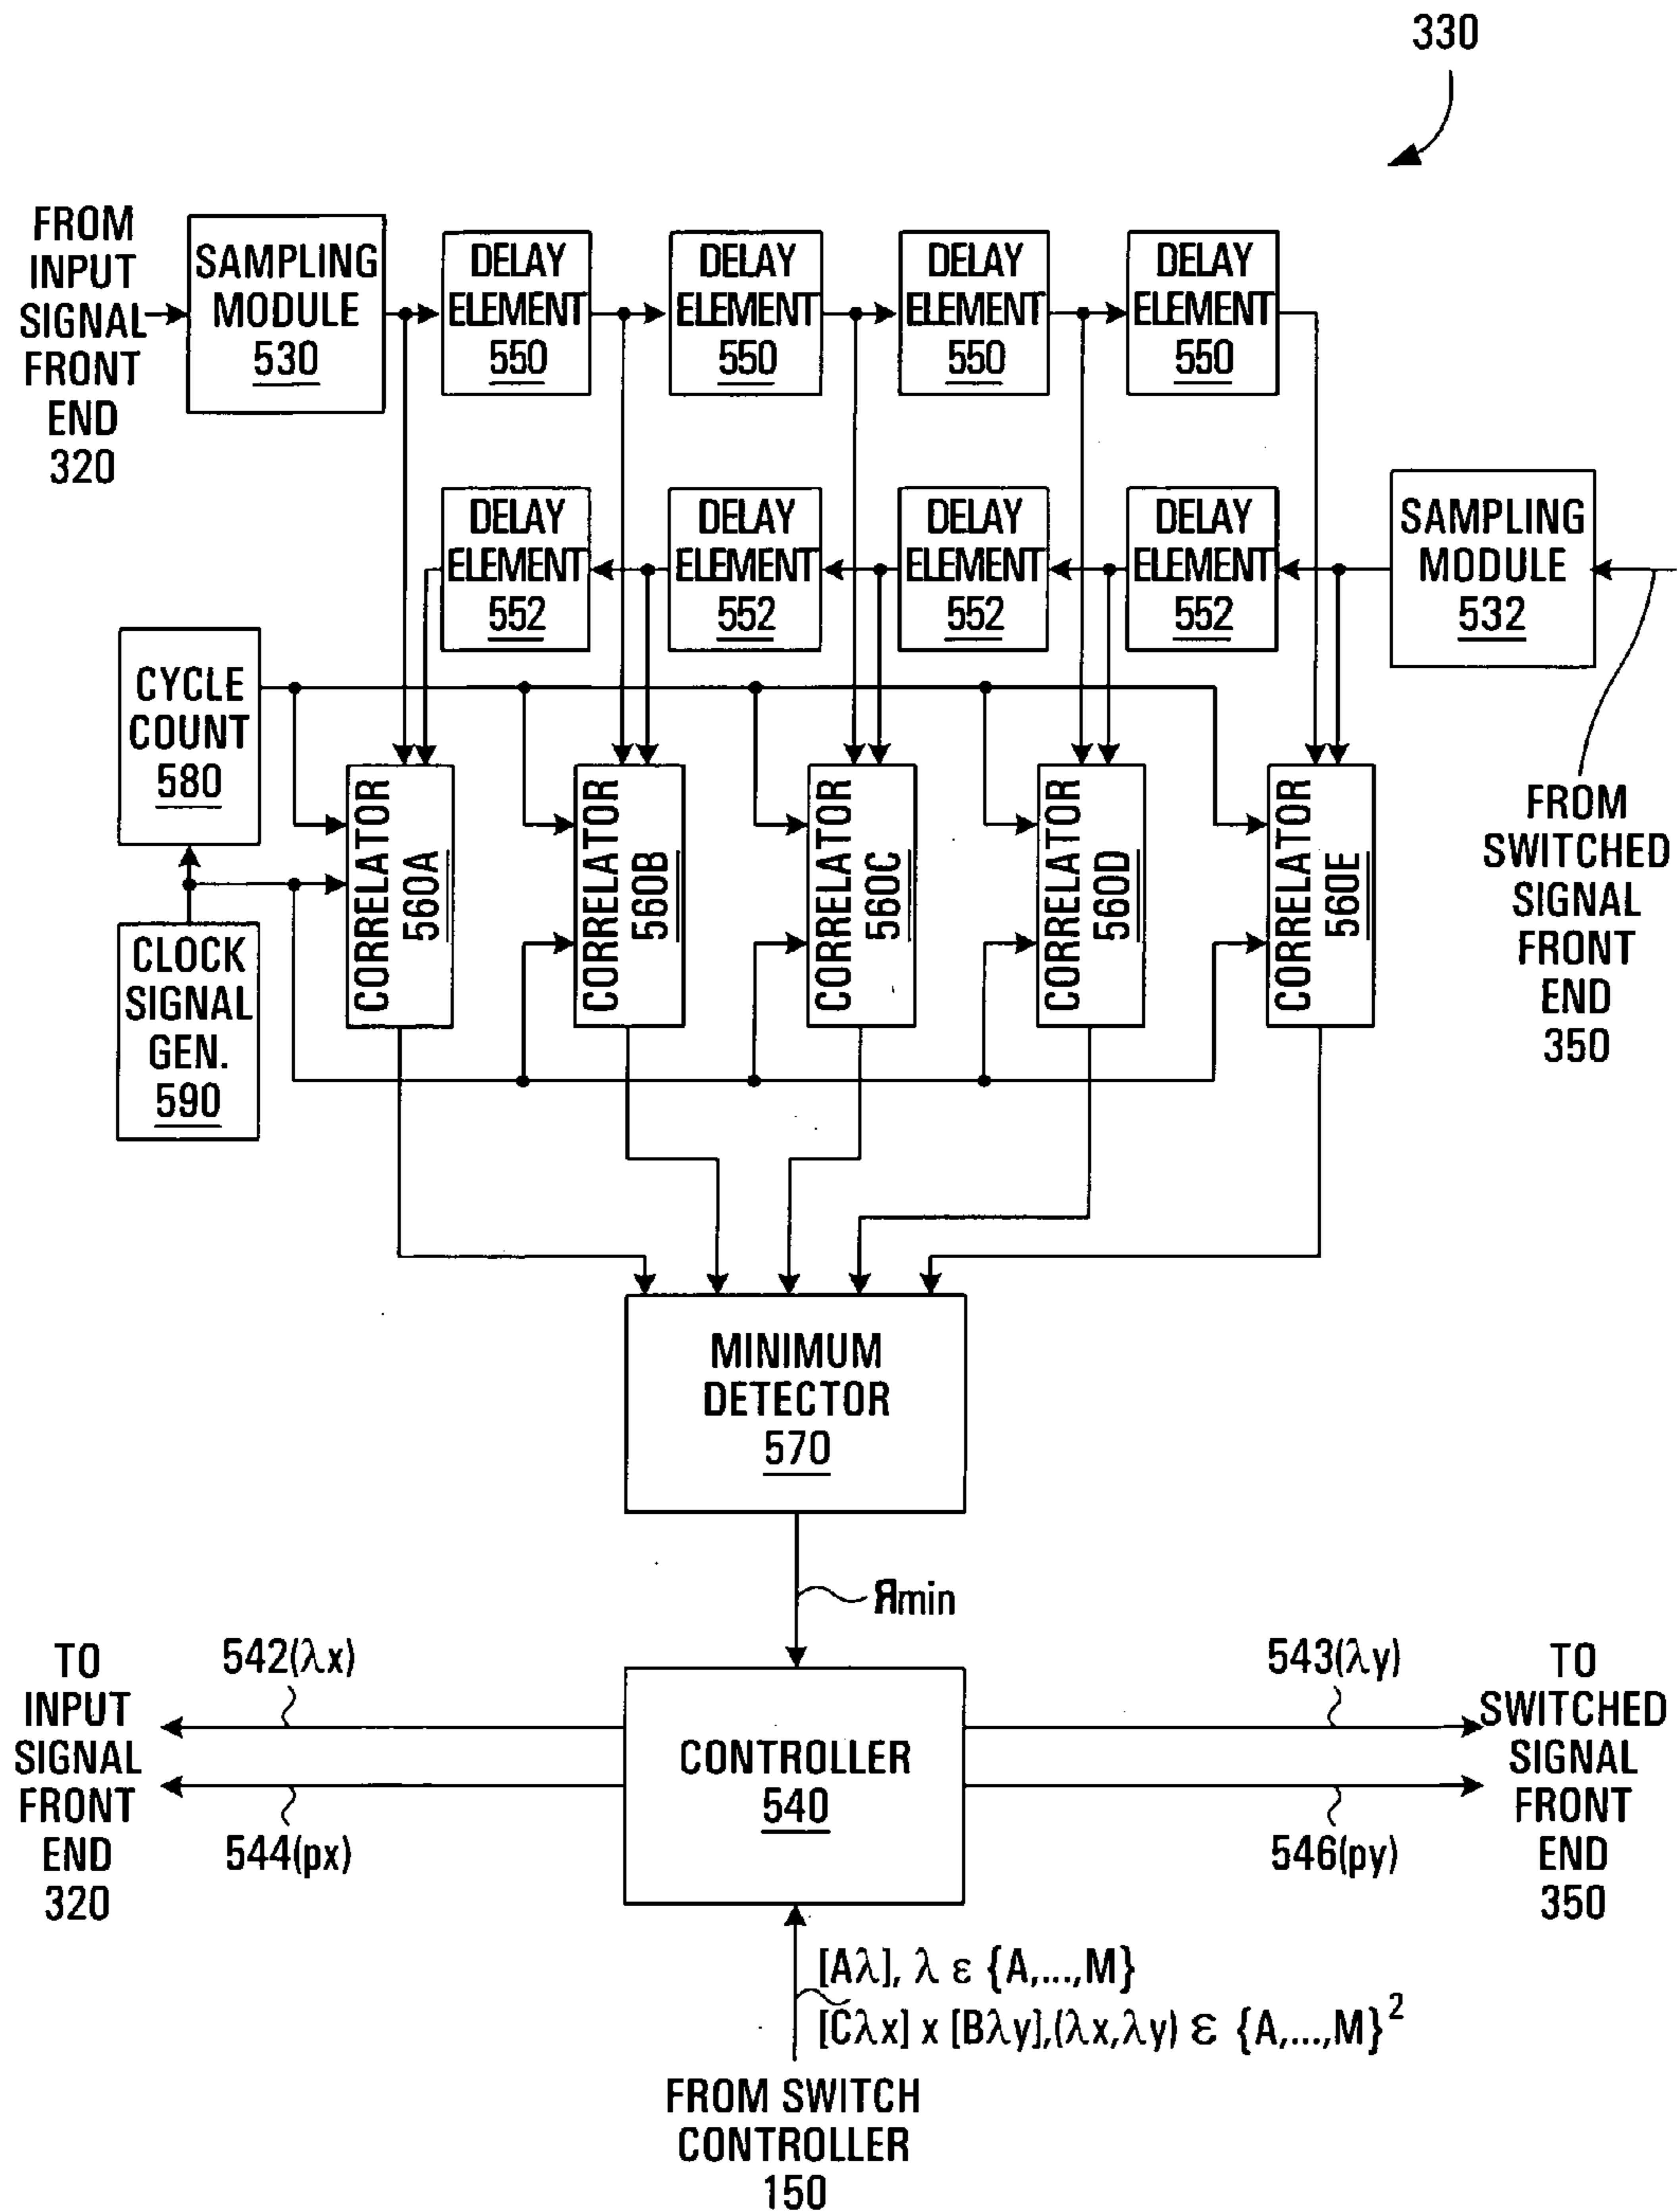 330
FROM
INPUT
SIGNAL
FRONT
END
320
SAMPLING
MODULE
530
DELAY
ELEMENT
550
DELAY
ELEMENT
550
DELAY
ELEMENT
550
DELAY
ELEMENT
550
DELAY
ELEMENT
552
DELAY
ELEMENT
552
DELAY
ELEMENT
552
DELAY
ELEMENT
552
SAMPLING
MODULE
532
FROM
SWITCHED
SIGNAL
FRONT
END
350
CYCLE
COUNT
580
CLOCK
SIGNAL
GEN.
590
CORRELATOR
560A
CORRELATOR
560B
CORRELATOR
560C
CORRELATOR
560D
CORRELATOR
560E
MINIMUM
DETECTOR
570
Яmin
TO
INPUT
SIGNAL
FRONT
END
320
542(λx)
544(px)
CONTROLLER
540
543(λy)
546(py)
TO
SWITCHED
SIGNAL
FRONT
END
350
[Aλ], λ ε {A,...,M}
[Cλx] x [Bλy],(λx,λy) ε {A,...,M}²
FROM SWITCH
CONTROLLER
150